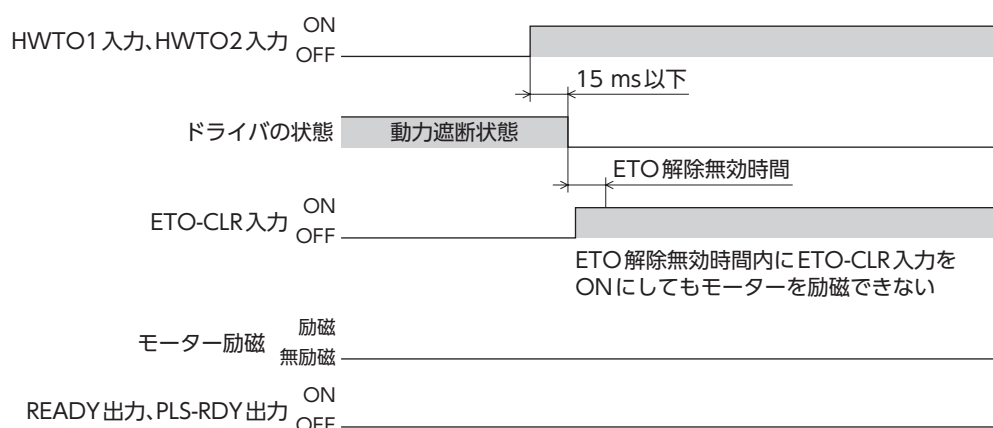 HWTO1入力、HWTO2入力
ON
OFF
15 ms以下
ドライバの状態
動力遮断状態
ETO解除無効時間
ETO-CLR入力
ON
OFF
ETO解除無効時間内にETO-CLR入力を
ONにしてもモーターを励磁できない
モーター励磁
励磁
無励磁
READY出力、PLS-RDY出力
ON
OFF